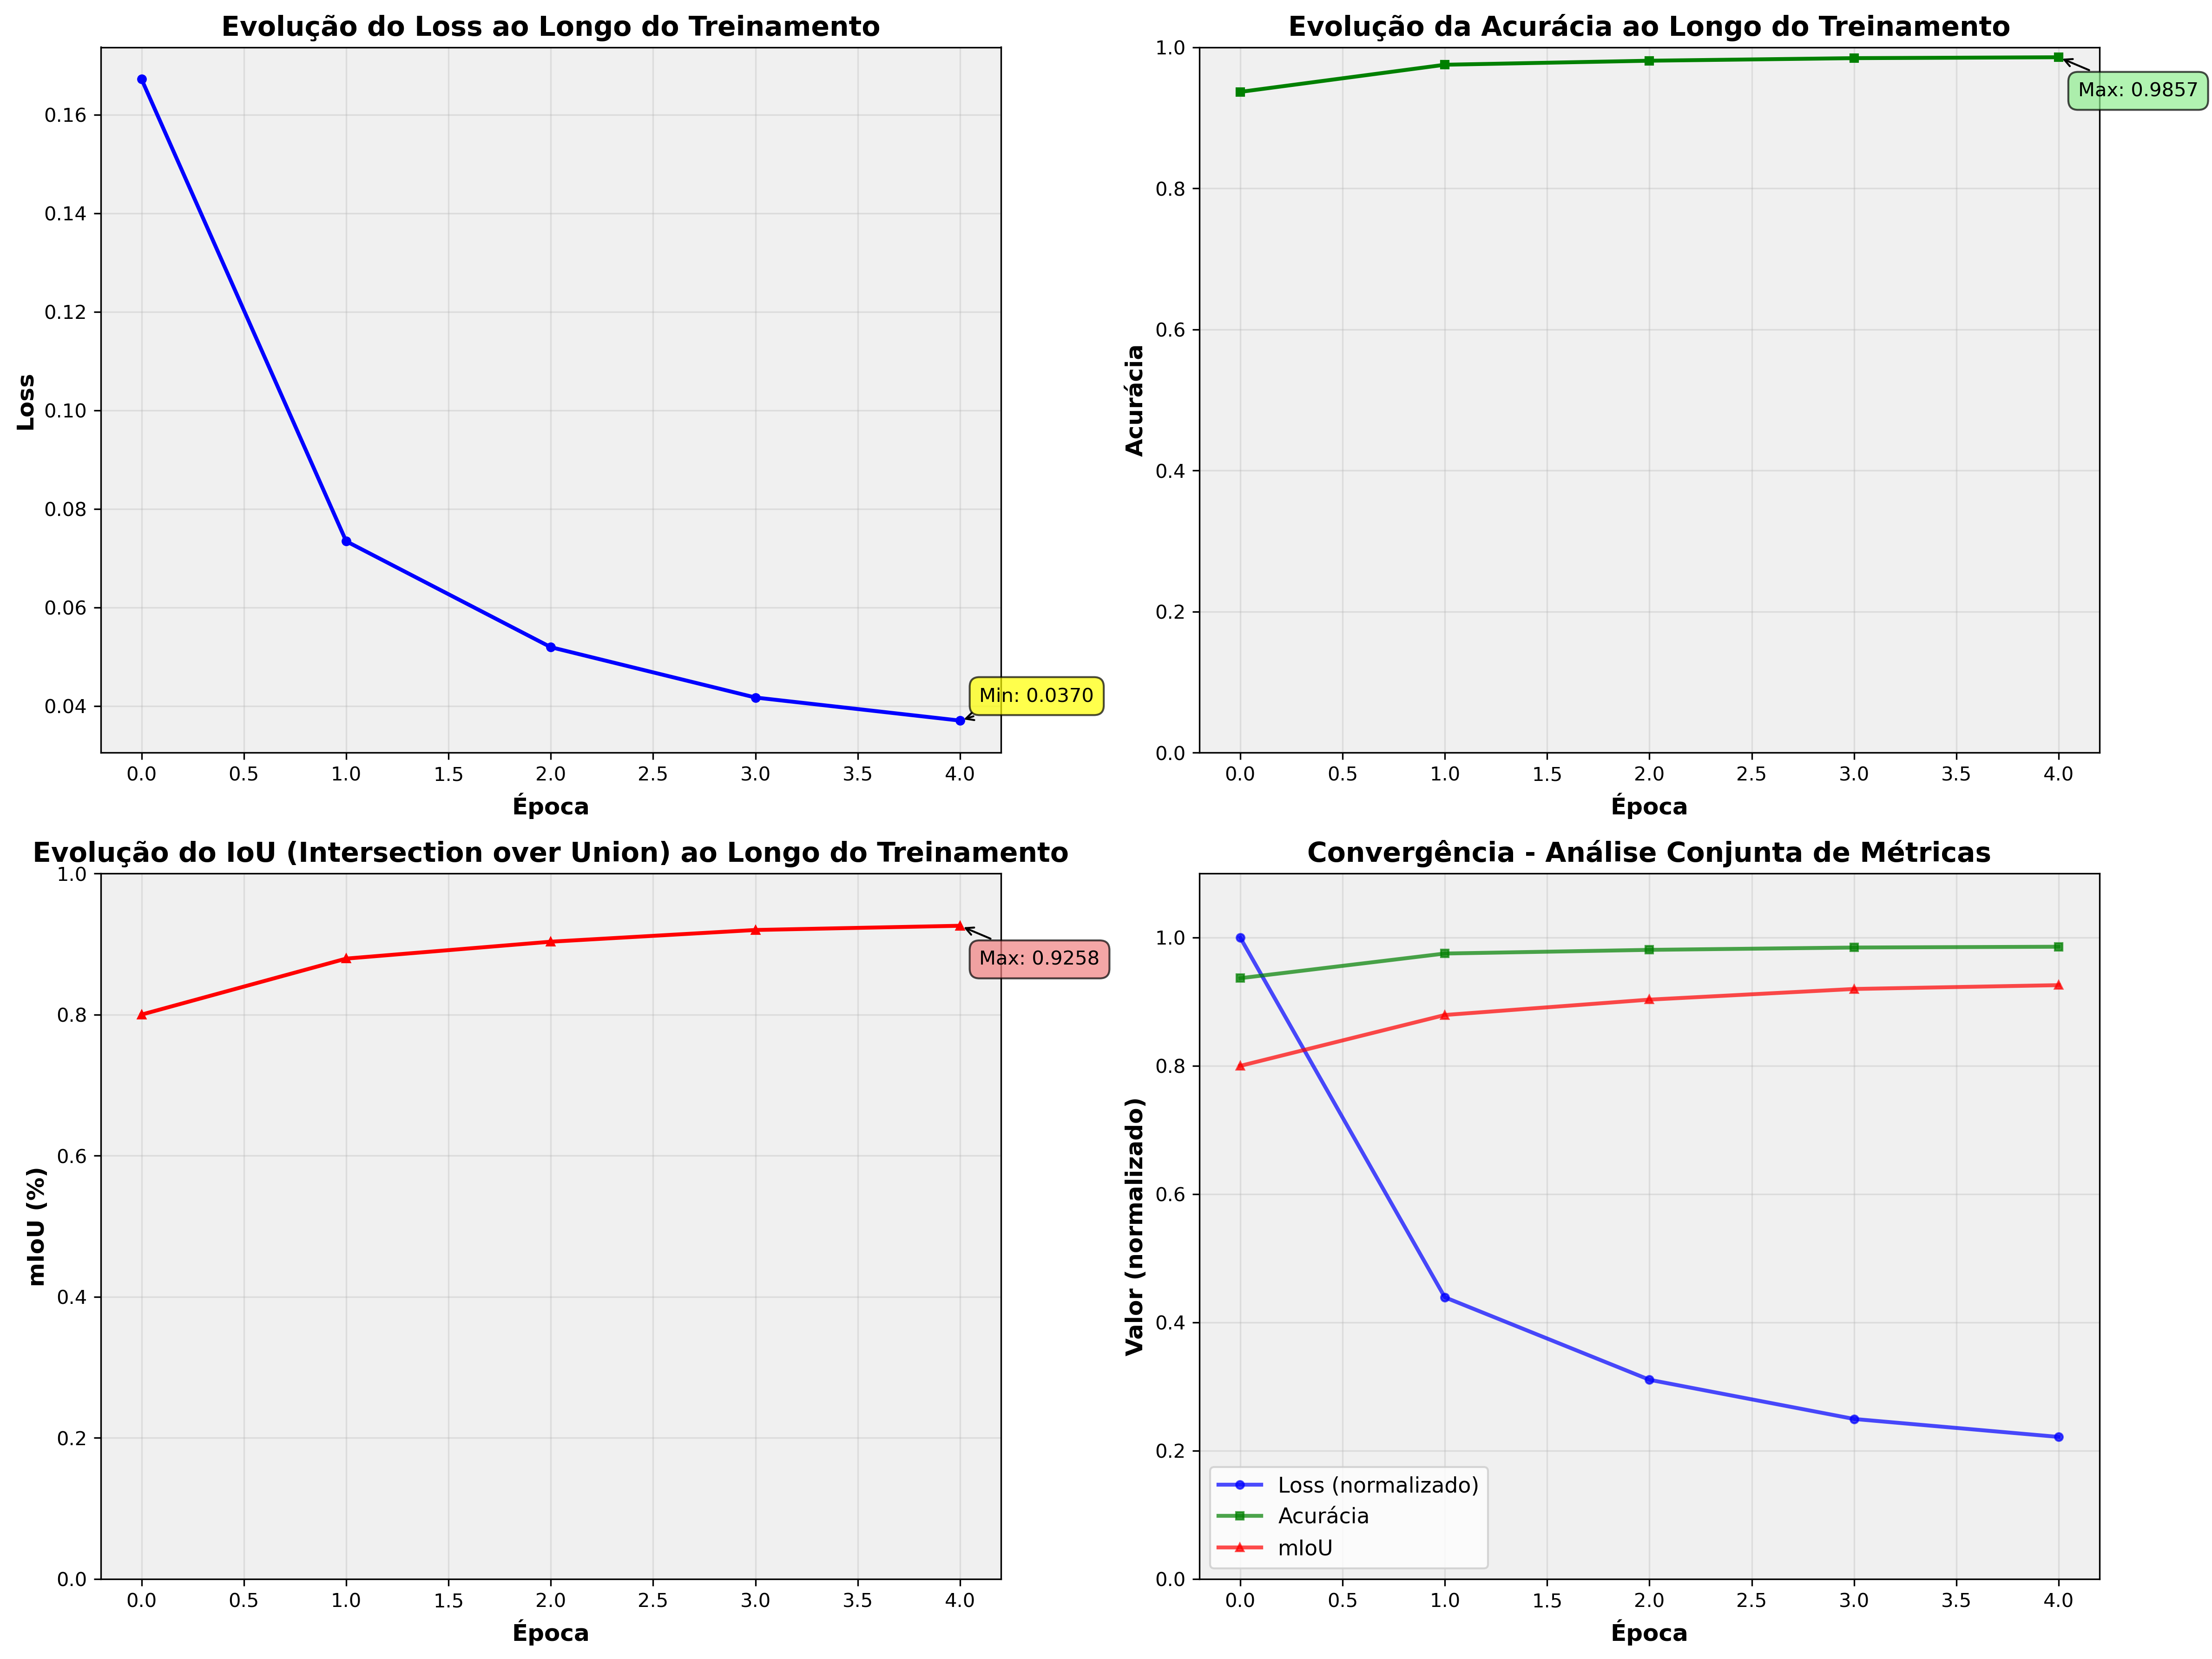 Evolução do Loss ao Longo do Treinamento
Loss
0.16
0.14
0.12
0.10
0.08
0.06
0.04
Min: 0.0370
0.0 0.5 1.0 1.5 2.0 2.5 3.0 3.5 4.0
Época
Evolução da Acurácia ao Longo do Treinamento
Acurácia
1.0
0.8
0.6
0.4
0.2
0.0
Max: 0.9857
0.0 0.5 1.0 1.5 2.0 2.5 3.0 3.5 4.0
Época
Evolução do IoU (Intersection over Union) ao Longo do Treinamento
mIoU (%)
1.0
0.8
0.6
0.4
0.2
0.0
Max: 0.9258
0.0 0.5 1.0 1.5 2.0 2.5 3.0 3.5 4.0
Época
Convergência - Análise Conjunta de Métricas
Valor (normalizado)
1.0
0.8
0.6
0.4
0.2
0.0
Loss (normalizado)
Acurácia
mIoU
0.0 0.5 1.0 1.5 2.0 2.5 3.0 3.5 4.0
Época